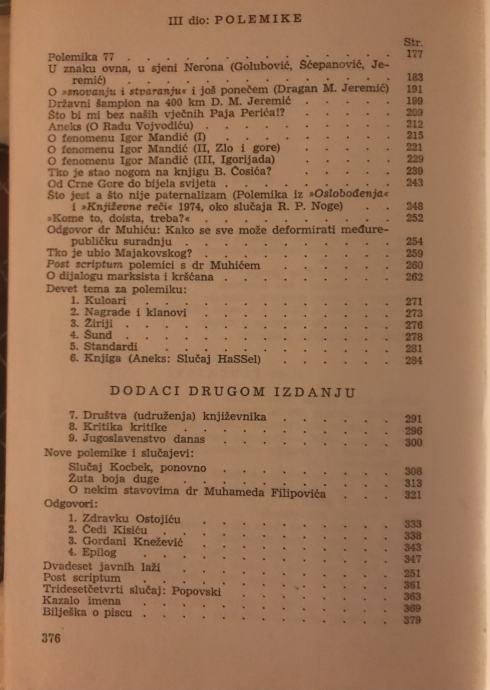 III dio: POLEMIKE
Str.
Polemika 77 . . . . . . . . . . 177
U znaku ovna, u sjeni Nerona (Golubović, Šćepanović, Je-
remić) . . . . . . . . . . 183
O »snovanju i stvaranju« i još ponečem (Dragan M. Jeremić) 191
Državni šampion na 400 km D. M. Jeremić . . . . . 199
Što bi mi bez naših vječnih Paja Perića!? . . . . . 209
Aneks (O Radu Vojvodiću) . . . . . . . . 212
O fenomenu Igor Mandić (I) . . . . . . . 215
O fenomenu Igor Mandić (II, Zlo i gore) . . . . . 221
O fenomenu Igor Mandić (III, Igorijada) . . . . . 229
Tko je stao nogom na knjigu B. Ćosića? . . . . . 239
Od Crne Gore do bijela svijeta . . . . . . . 243
Što jest a što nije paternalizam (Polemika iz »Oslobođenja«
i »Književne reči« 1974, oko slučaja R. P. Noge) . . 248
»Kome to, doista, treba?« . . . . . . . . 252
Odgovor dr Muhiću: Kako se sve može deformirati međure-
publičku suradnju . . . . . . . . . 254
Tko je ubio Majakovskog? . . . . . . . . 259
Post scriptum polemici s dr Muhićem . . . . . 260
O dijalogu marksista i kršćana . . . . . . . 262
Devet tema za polemiku:
1. Kuloari . . . . . . . . . . 271
2. Nagrade i klanovi . . . . . . . . 273
3. Žiriji . . . . . . . . . . 276
4. Šund . . . . . . . . . . 278
5. Standardi . . . . . . . . . . 281
6. Knjiga (Aneks: Slučaj HaSSel) . . . . . . 284
DODACI DRUGOM IZDANJU
7. Društva (udruženja) književnika . . . . . . 291
8. Kritika kritike . . . . . . . . . 296
9. Jugoslavenstvo danas . . . . . . . . 300
Nove polemike i slučajevi:
Slučaj Kocbek, ponovno . . . . . . . . 308
Žuta boja duge . . . . . . . . . 313
O nekim stavovima dr Muhameda Filipovića . . . . 321
Odgovori:
1. Zdravku Ostojiću . . . . . . . . 333
2. Čedi Kisiću . . . . . . . . . 338
3. Gordani Knežević . . . . . . . . 343
4. Epilog . . . . . . . . . . 347
Dvadeset javnih laži . . . . . . . . . 251
Post scriptum . . . . . . . . . . 361
Tridesetčetvrti slučaj: Popovski . . . . . . . 363
Kazalo imena . . . . . . . . . . 369
Bilješka o piscu . . . . . . . . . . 379
376